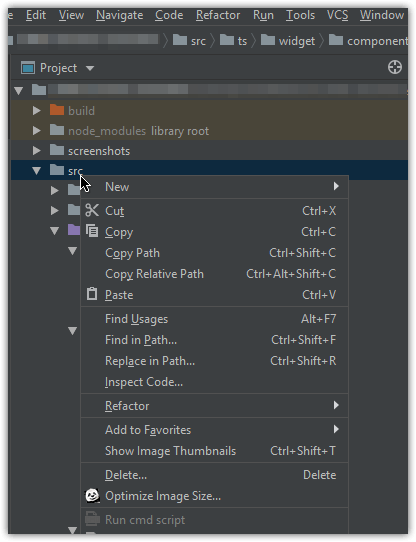 Edit View Navigate Code Refactor Run Tools VCS Window
src ts widget component
Project
build
node_modules library root
screenshots
src
New
Cut Ctrl+X
Copy Ctrl+C
Copy Path Ctrl+Shift+C
Copy Relative Path Ctrl+Alt+Shift+C
Paste Ctrl+V
Find Usages Alt+F7
Find in Path... Ctrl+Shift+F
Replace in Path... Ctrl+Shift+R
Inspect Code...
Refactor
Add to Favorites
Show Image Thumbnails Ctrl+Shift+T
Delete... Delete
Optimize Image Size...
Run cmd script